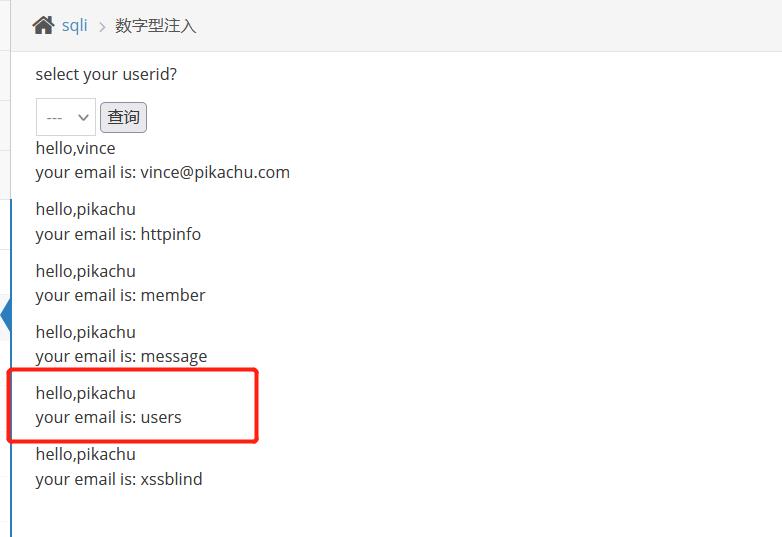 sqli > 数字型注入
select your userid?
--- 查询
hello,vince
your email is: vince@pikachu.com
hello,pikachu
your email is: httpinfo
hello,pikachu
your email is: member
hello,pikachu
your email is: message
hello,pikachu
your email is: users
hello,pikachu
your email is: xssblind